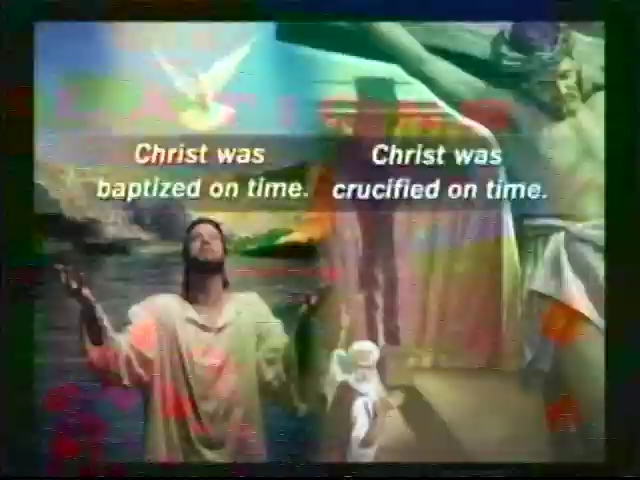 Christ was
baptized on time.
Christ was
crucified on time.